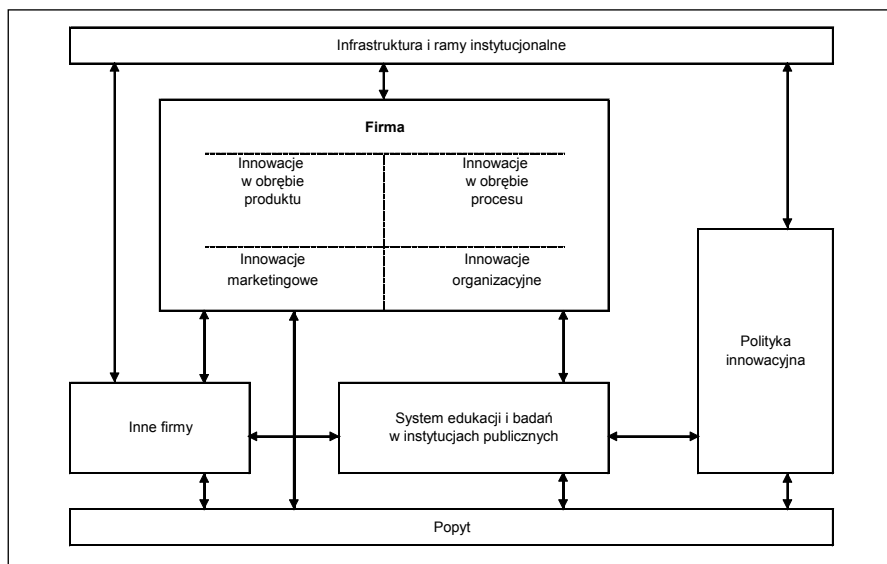 Infrastruktura i ramy instytucjonalne
Firma
Innowacje
w obrębie
produktu
Innowacje
w obrębie
procesu
Innowacje
marketingowe
Innowacje
organizacyjne
Polityka
innowacyjna
Inne firmy
System edukacji i badań
w instytucjach publicznych
Popyt